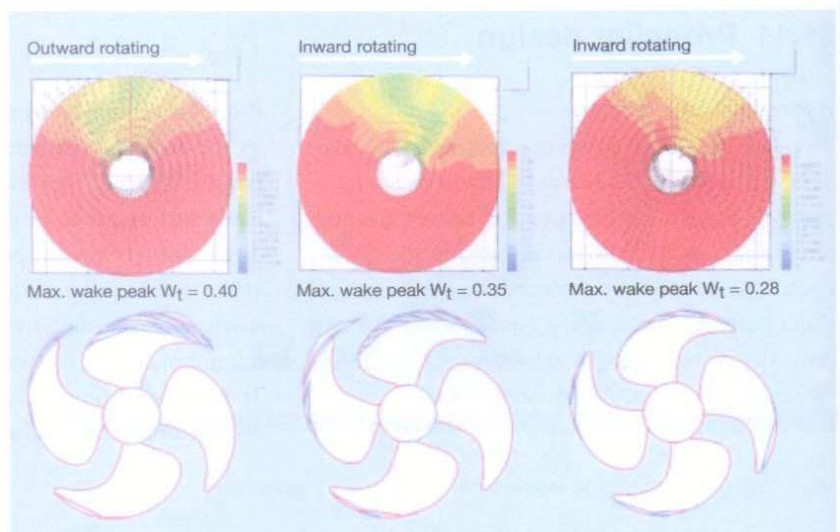 Outward rotating
Inward rotating
Inward rotating
Max. wake peak Wt = 0.40
Max. wake peak Wt = 0.35
Max. wake peak Wt = 0.28